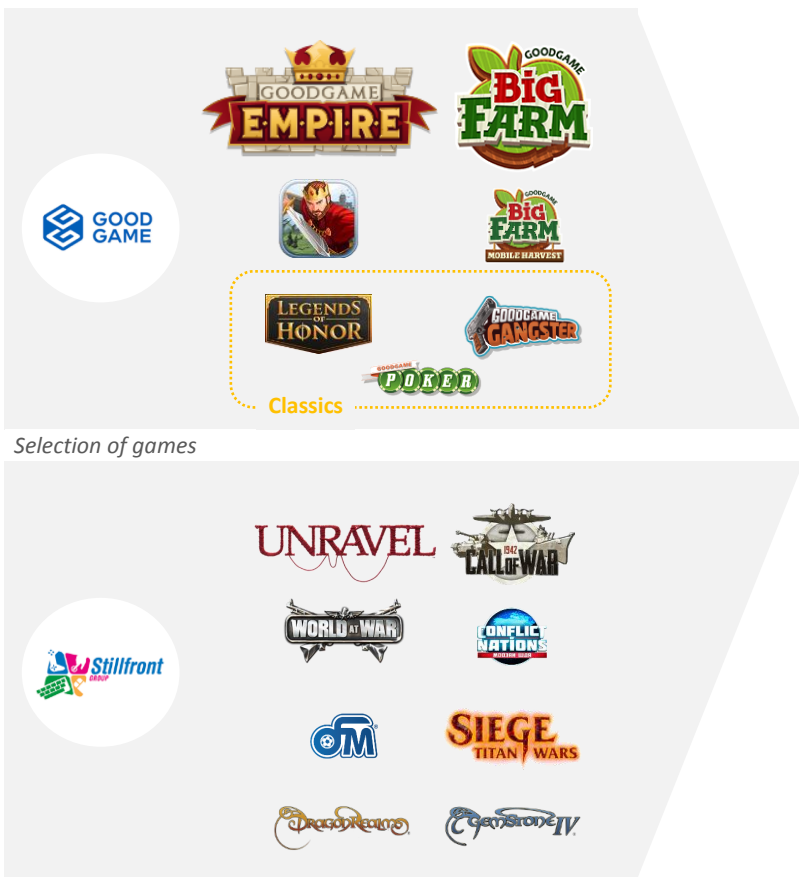 GOODGAME
EMPIRE
GOODGAME
BIG
FARM
GOOD
GAME
GOODGAME
BIG
FARM
MOBILE HARVEST
LEGENDS
OF
HONOR
GOODGAME
GANGSTER
GOODGAME
POKER
Classics
Selection of games
UNRAVEL
1942
CALL OF WAR
WORLD AT WAR
CONFLICT
NATIONS
MODERN WAR
Stillfront
GROUP
OFM
SIEGE
TITAN WARS
DRAGONREALMS
GEMSTONE IV